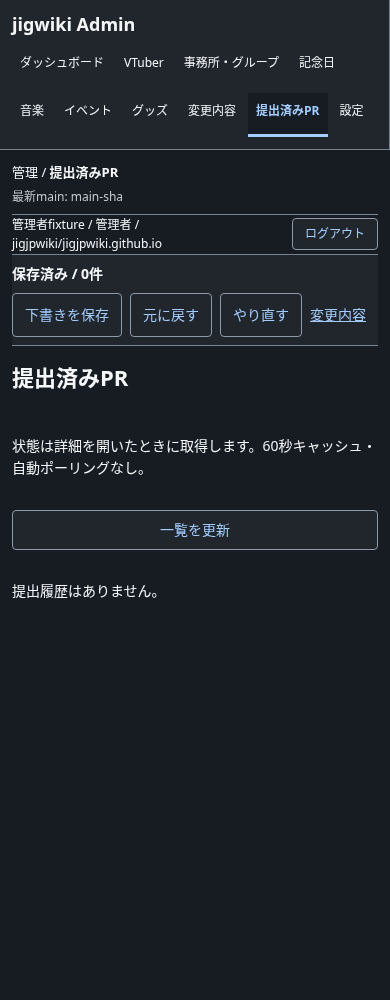 jigwiki Admin
ダッシュボード VTuber 事務所・グループ 記念日
音楽 イベント グッズ 変更内容 提出済みPR 設定
管理 / 提出済みPR
最新main: main-sha
管理者fixture / 管理者 /
jigjpwiki/jigjpwiki.github.io
ログアウト
保存済み / 0件
下書きを保存 元に戻す やり直す 変更内容
提出済みPR
状態は詳細を開いたときに取得します。60秒キャッシュ・
自動ポーリングなし。
一覧を更新
提出履歴はありません。